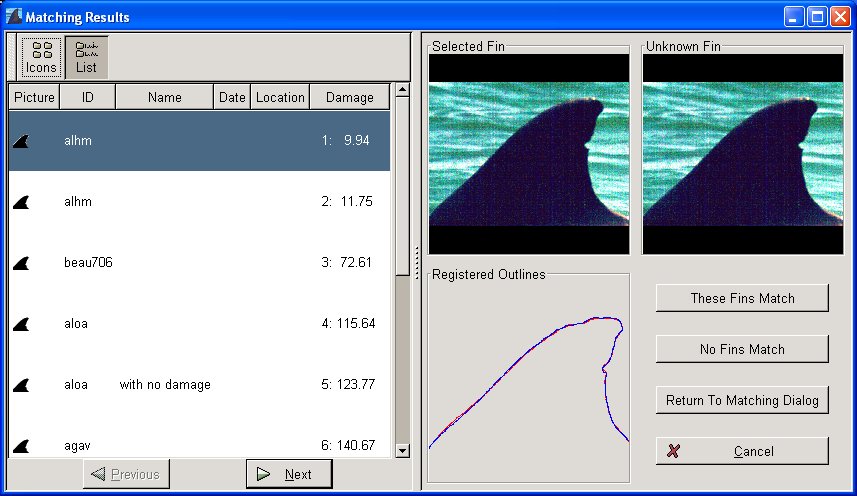 Matching Results
Icons
List
Picture ID Name Date Location Damage
alhm 1: 9.94
alhm 2: 11.75
beau706 3: 72.61
aloa 4: 115.64
aloa with no damage 5: 123.77
agav 6: 140.67
Previous
Next
Selected Fin
Unknown Fin
Registered Outlines
These Fins Match
No Fins Match
Return To Matching Dialog
Cancel